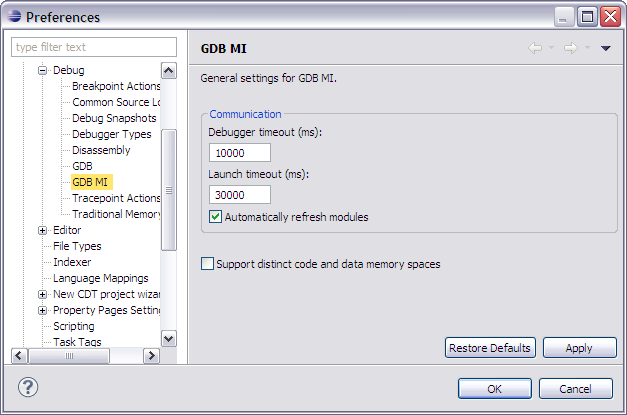 Preferences
type filter text
Debug
Breakpoint Actions
Common Source Lo
Debug Snapshots
Debugger Types
Disassembly
GDB
GDB MI
Tracepoint Actions
Traditional Memory
Editor
File Types
Indexer
Language Mappings
New CDT project wizar
Property Pages Setting
Scripting
Task Tags
GDB MI
General settings for GDB MI.
Communication
Debugger timeout (ms):
10000
Launch timeout (ms):
30000
Automatically refresh modules
Support distinct code and data memory spaces
Restore Defaults
Apply
?
OK
Cancel